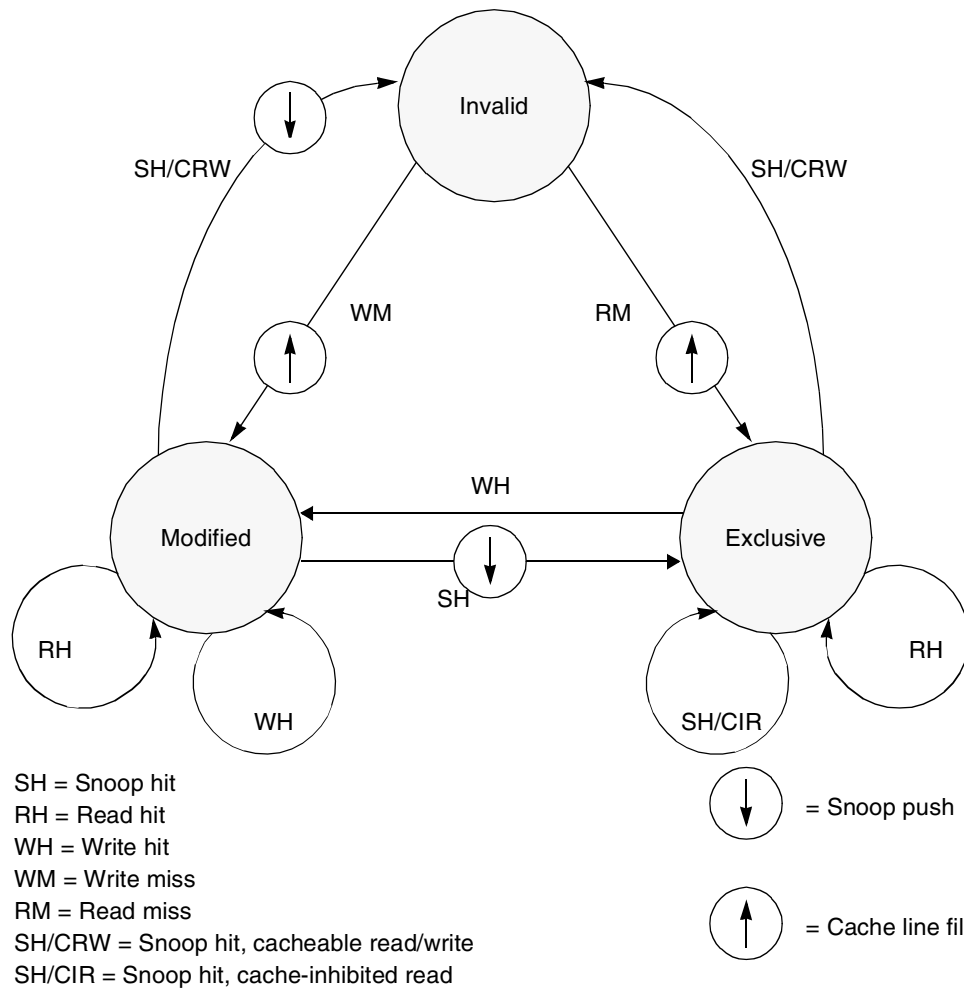 Invalid
SH/CRW
SH/CRW
WM
RM
WH
Modified
Exclusive
SH
RH
RH
WH
SH/CIR
SH = Snoop hit
RH = Read hit
WH = Write hit
WM = Write miss
RM = Read miss
SH/CRW = Snoop hit, cacheable read/write
SH/CIR = Snoop hit, cache-inhibited read
= Snoop push
= Cache line fil